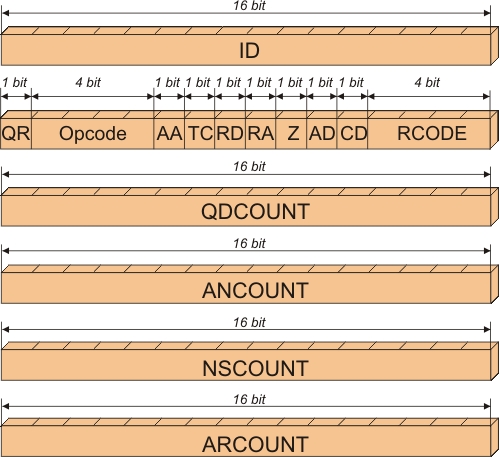 16 bit
ID
1 bit 4 bit 1 bit 1 bit 1 bit 1 bit 1 bit 1 bit 1 bit 4 bit
QR Opcode AA TC RD RA Z AD CD RCODE
16 bit
QDCOUNT
16 bit
ANCOUNT
16 bit
NSCOUNT
16 bit
ARCOUNT